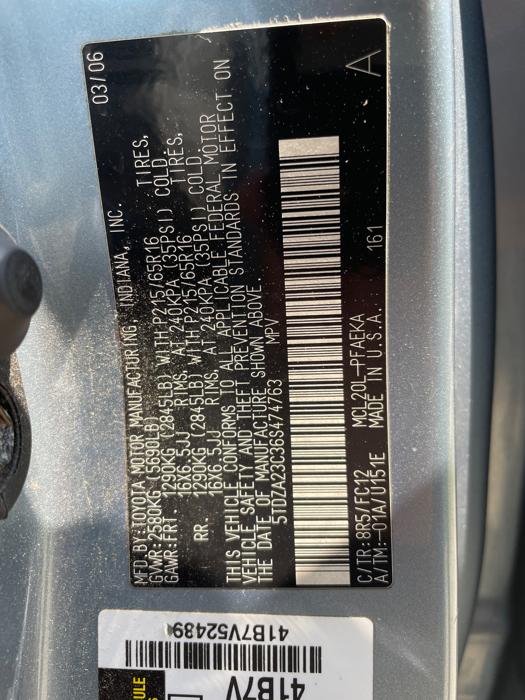 MFD.BY:TOYOTA MOTOR MANUFACTURING, INDIANA, INC. 03/06
GVWR:2580KG (5690LB)
GAWR:FRT. 1290KG (2845LB) WITH P215/65R16 TIRES,
16X6.5JJ RIMS, AT 240KPA (35PSI) COLD.
RR. 1290KG (2845LB) WITH P215/65R16 TIRES,
16X6.5JJ RIMS, AT 240KPA (35PSI) COLD.
THIS VEHICLE CONFORMS TO ALL APPLICABLE FEDERAL MOTOR
VEHICLE SAFETY AND THEFT PREVENTION STANDARDS IN EFFECT ON
THE DATE OF MANUFACTURE SHOWN ABOVE.
5TDZA23C36S474763 MPV
C/TR:8R5/FC12 MCL20L-PFAEKA
A/TM:-01A/U151E MADE IN U.S.A. 161 A
41B7V52489
41B7V
ULE